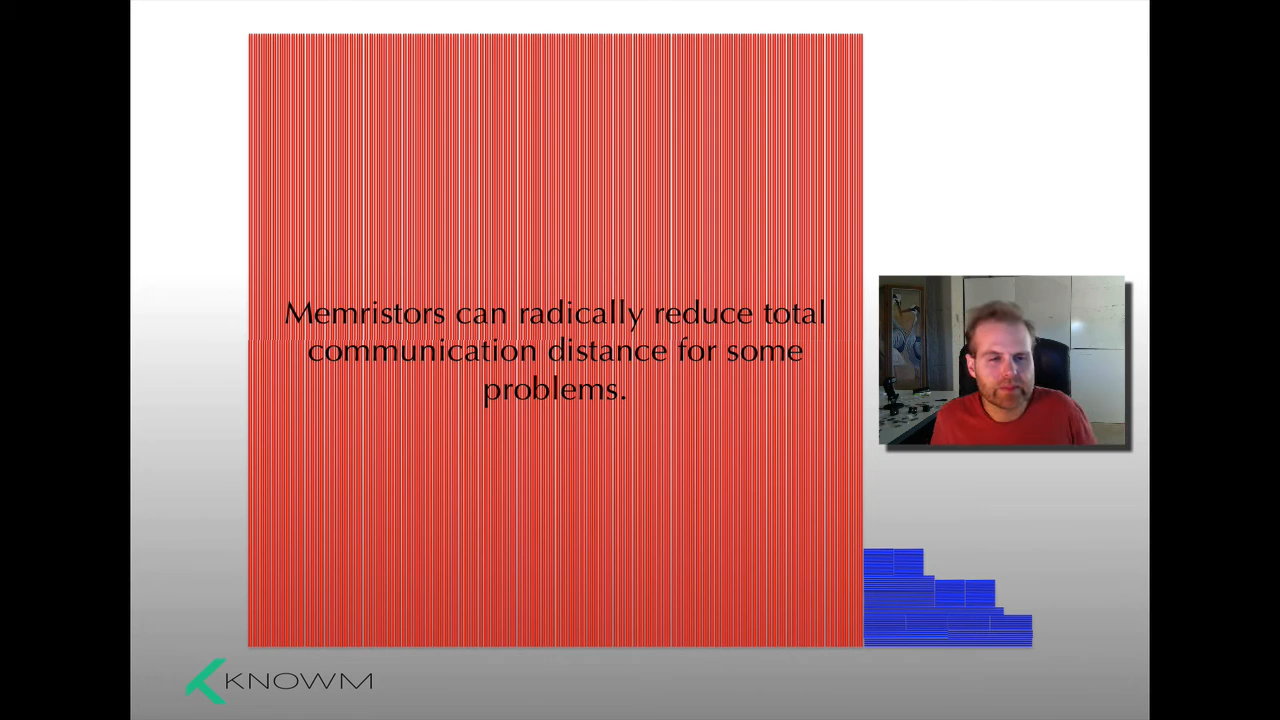 Memristors can radically reduce total
communication distance for some
problems.
KNOWM